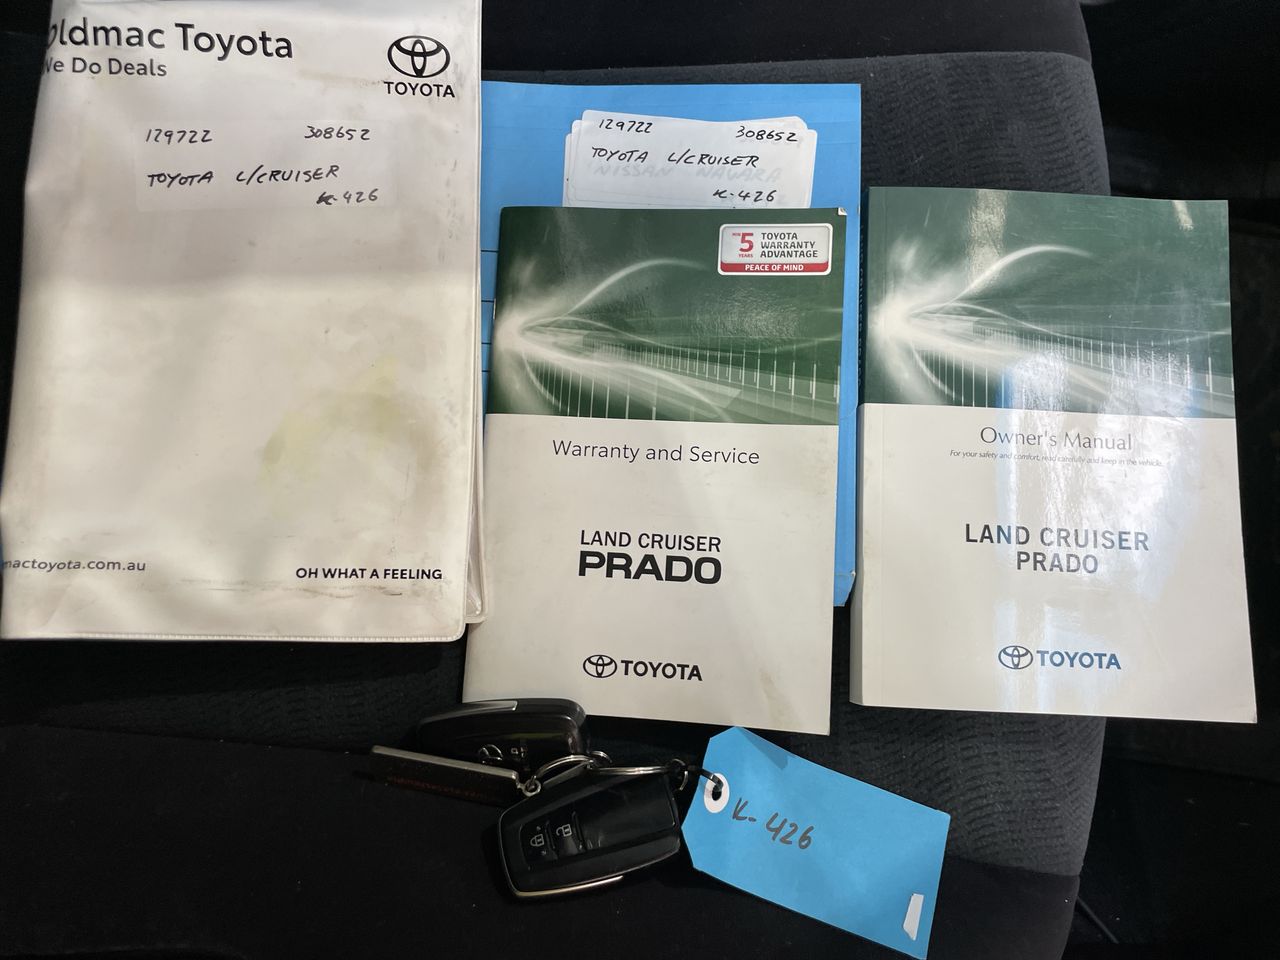 oldmac Toyota
We Do Deals
TOYOTA
129722 308652
TOYOTA L/CRUISER
K-426
mactoyota.com.au
OH WHAT A FEELING
129722 308652
TOYOTA L/CRUISER
NISSAN NAVARA
K-426
5 YEARS
TOYOTA
WARRANTY
ADVANTAGE
PEACE OF MIND
Warranty and Service
LAND CRUISER
PRADO
TOYOTA
Owner's Manual
For your safety and comfort, read carefully and keep in the vehicle.
LAND CRUISER
PRADO
TOYOTA
K-426